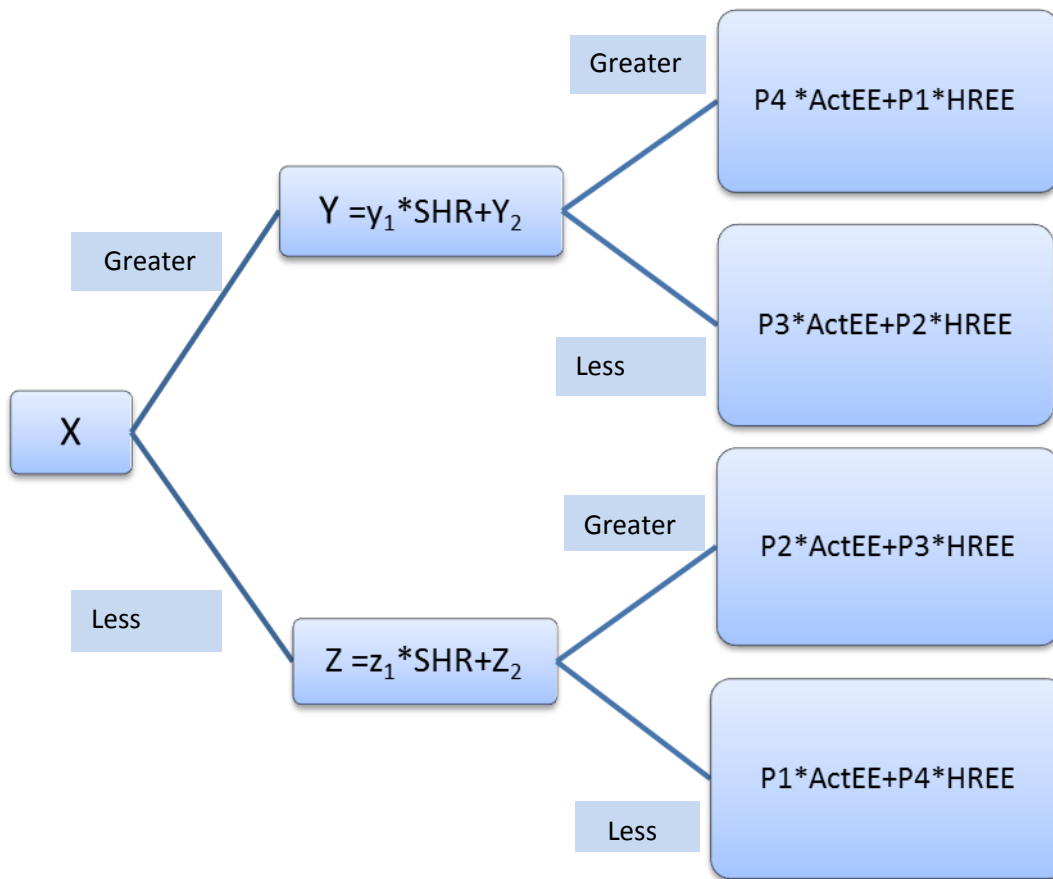 Greater
P4 *ActEE+P1*HREE
Y =y₁*SHR+Y₂
Greater
P3*ActEE+P2*HREE
Less
X
Greater
P2*ActEE+P3*HREE
Less
Z =z₁*SHR+Z₂
P1*ActEE+P4*HREE
Less